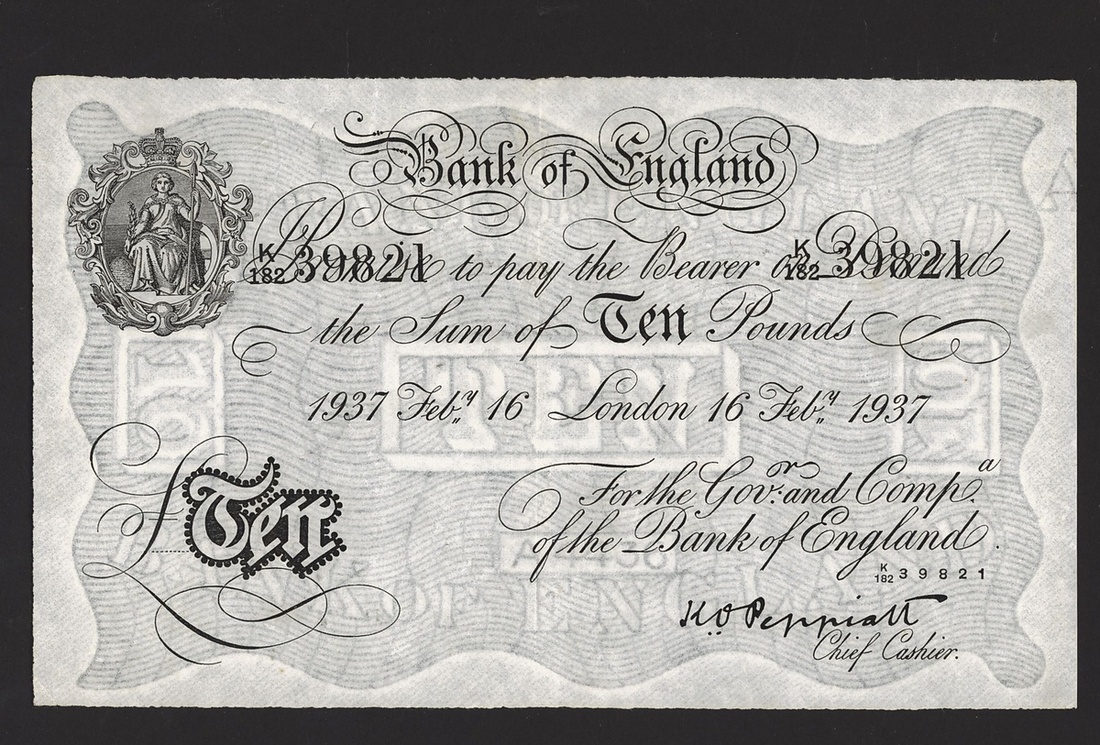 Bank of England
K/182 39821 I Promise to pay the Bearer on Demand K/182 39821
the Sum of Ten Pounds
1937 Feb.y 16 London 16 Feb.y 1937
For the Gov.r and Comp.a
£Ten
of the Bank of England.
K/182 39821
K.O Peppiatt
Chief Cashier.